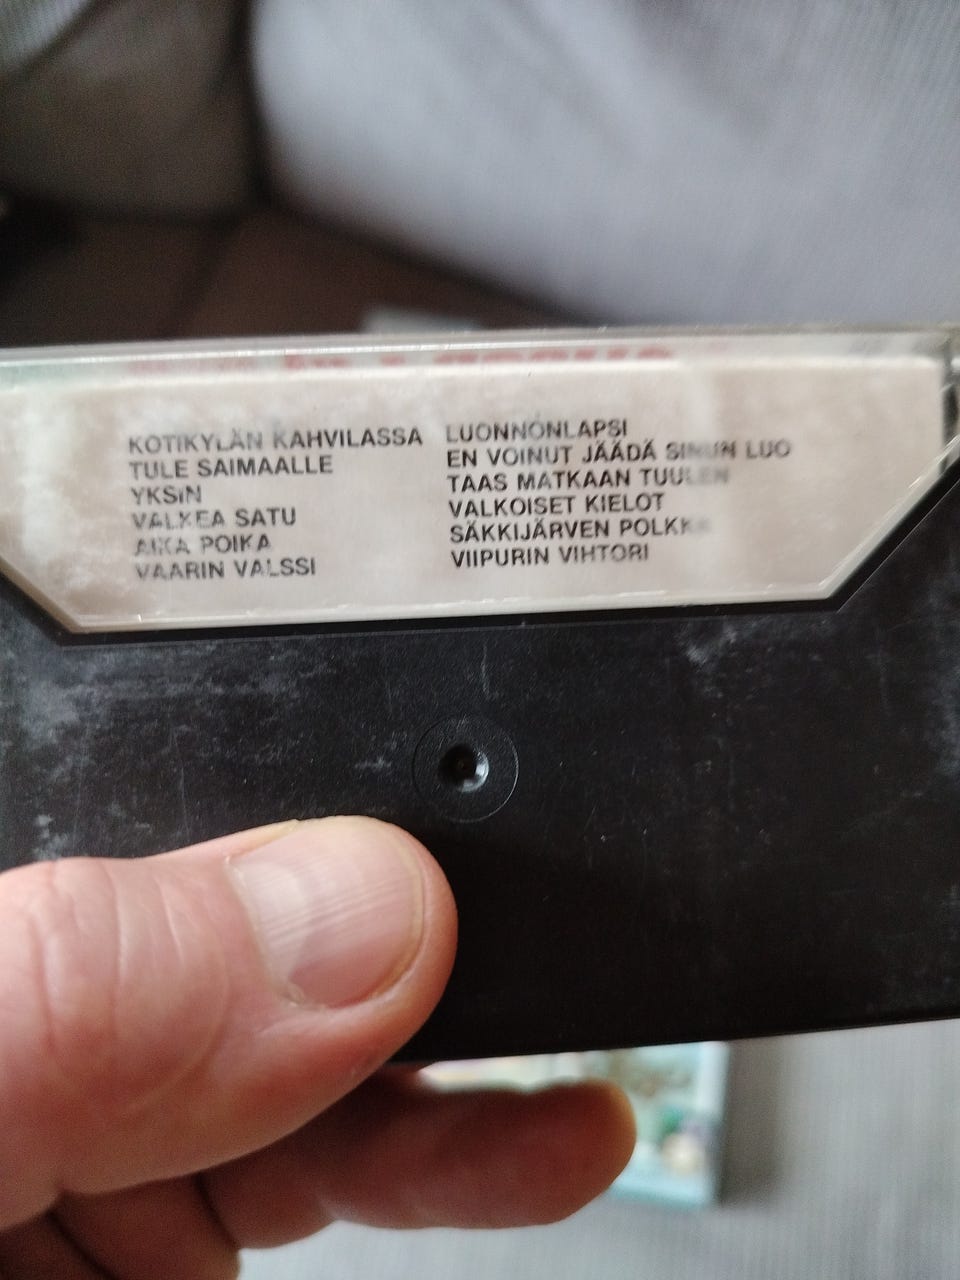 KOTIKYLÄN KAHVILASSA
TULE SAIMAALLE
YKSIN
VALKEA SATU
AIKA POIKA
VAARIN VALSSI
LUONNONLAPSI
EN VOINUT JÄÄDÄ SINUN LUO
TAAS MATKAAN TUULEN
VALKOISET KIELOT
SÄKKIJÄRVEN POLKKA
VIIPURIN VIHTORI